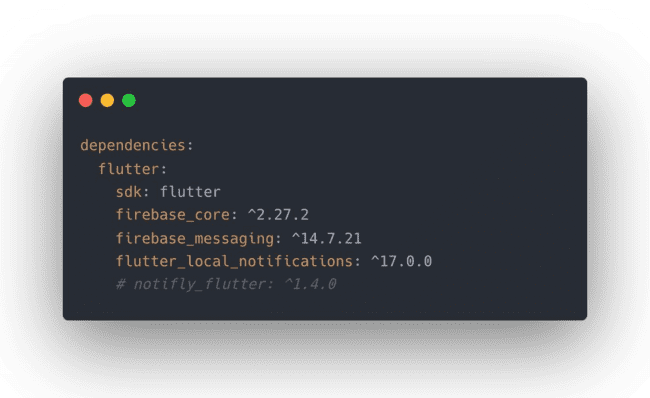 dependencies:
  flutter:
    sdk: flutter
    firebase_core: ^2.27.2
    firebase_messaging: ^14.7.21
    flutter_local_notifications: ^17.0.0
    # notifly_flutter: ^1.4.0